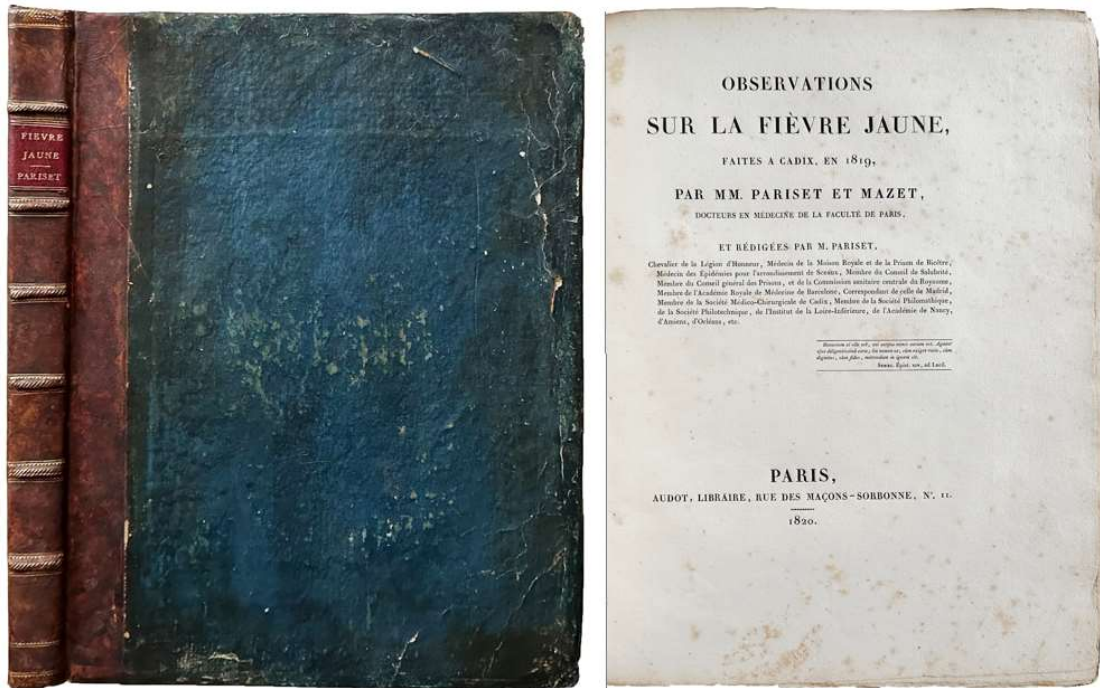 FIEVRE
JAUNE
PARISET
OBSERVATIONS
SUR LA FIÈVRE JAUNE,
FAITES A CADIX, EN 1819,
PAR MM. PARISET ET MAZET,
DOCTEURS EN MÉDECINE DE LA FACULTÉ DE PARIS,
ET RÉDIGÉES PAR M. PARISET,
Chevalier de la Légion d'Honneur, Médecin de la Maison Royale et de la Prison de Bicêtre,
Médecin des Épidémies pour l'arrondissement de Sceaux, Membre du Conseil de Salubrité,
Membre du Conseil général des Prisons, et de la Commission sanitaire centrale du Royaume,
Membre de l'Académie Royale de Médecine de Barcelone, Correspondant de celle de Madrid,
Membre de la Société Médico-Chirurgicale de Cadix, Membre de la Société Philomathique,
de la Société Philotechnique, de l'Institut de la Loire-Inférieure, de l'Académie de Nancy,
d'Amiens, d'Orléans, etc.
ad Lucil.
PARIS,
AUDOT, LIBRAIRE, RUE DES MAÇONS-SORBONNE, N°. 11.
1820.